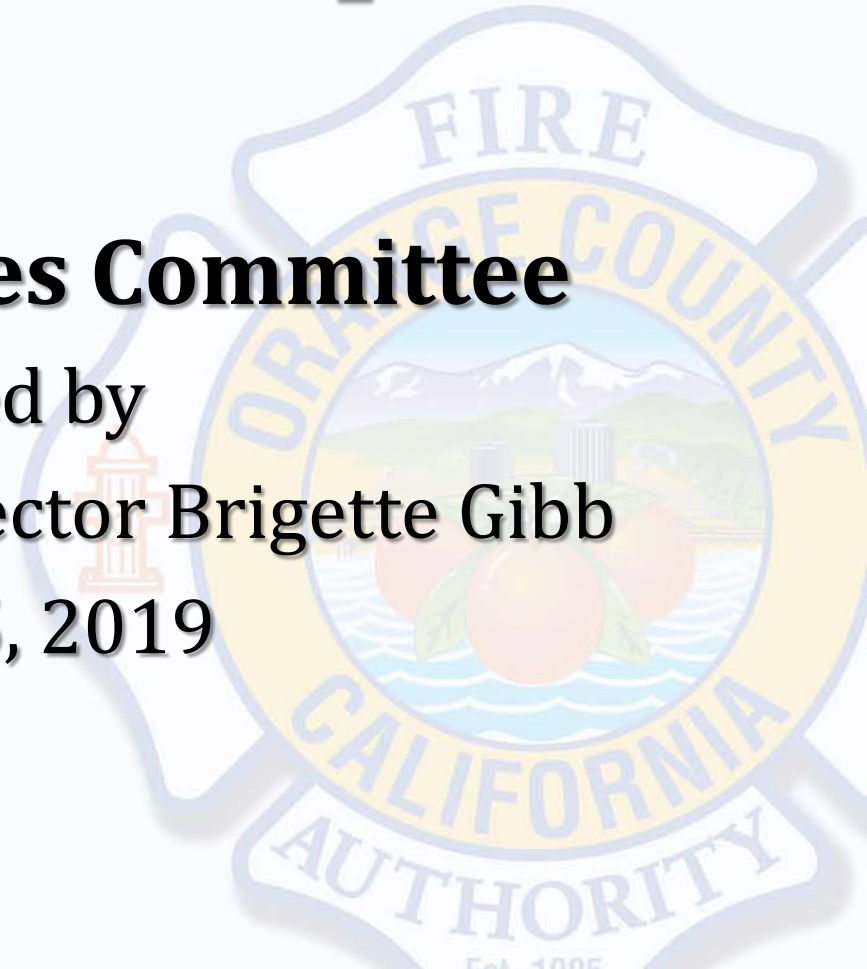 FIRE
ORANGE COUNTY
es Committee
d by
ector Brigette Gibb
, 2019
CALIFORNIA
AUTHORITY